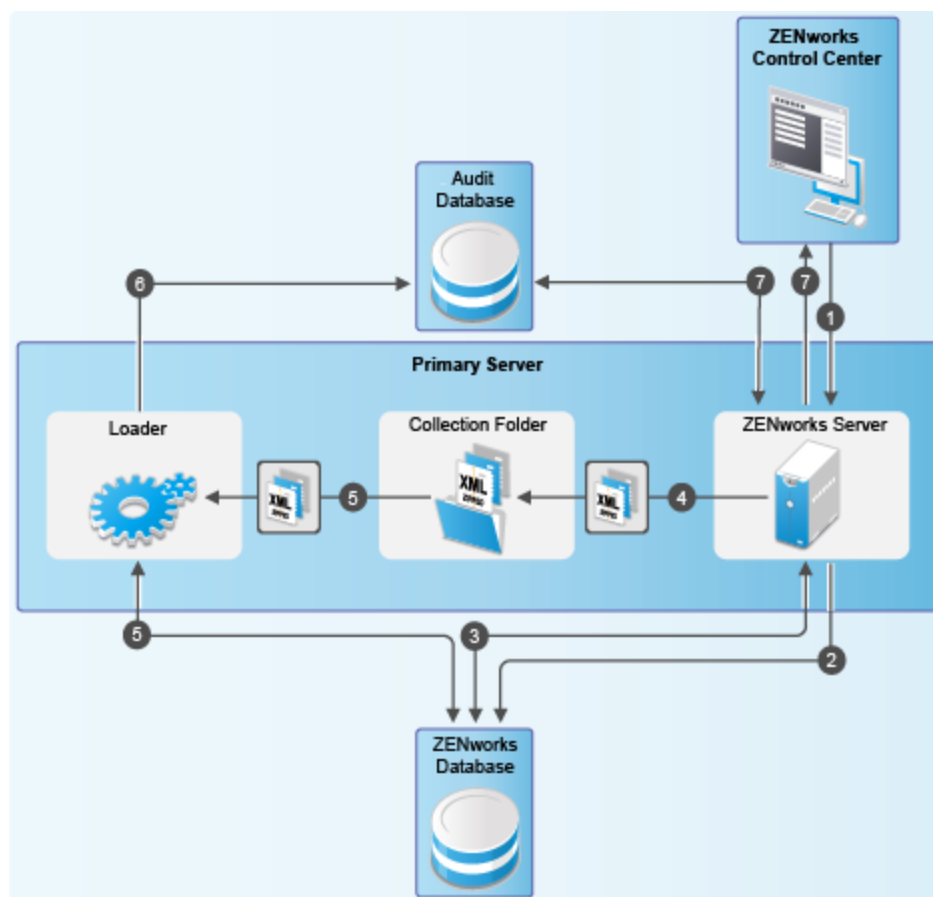 ZENworks
Control Center
Audit
Database
6
7
7
1
Primary Server
Loader
Collection Folder
ZENworks Server
XML
XML
XML
5
4
5
3
2
ZENworks
Database